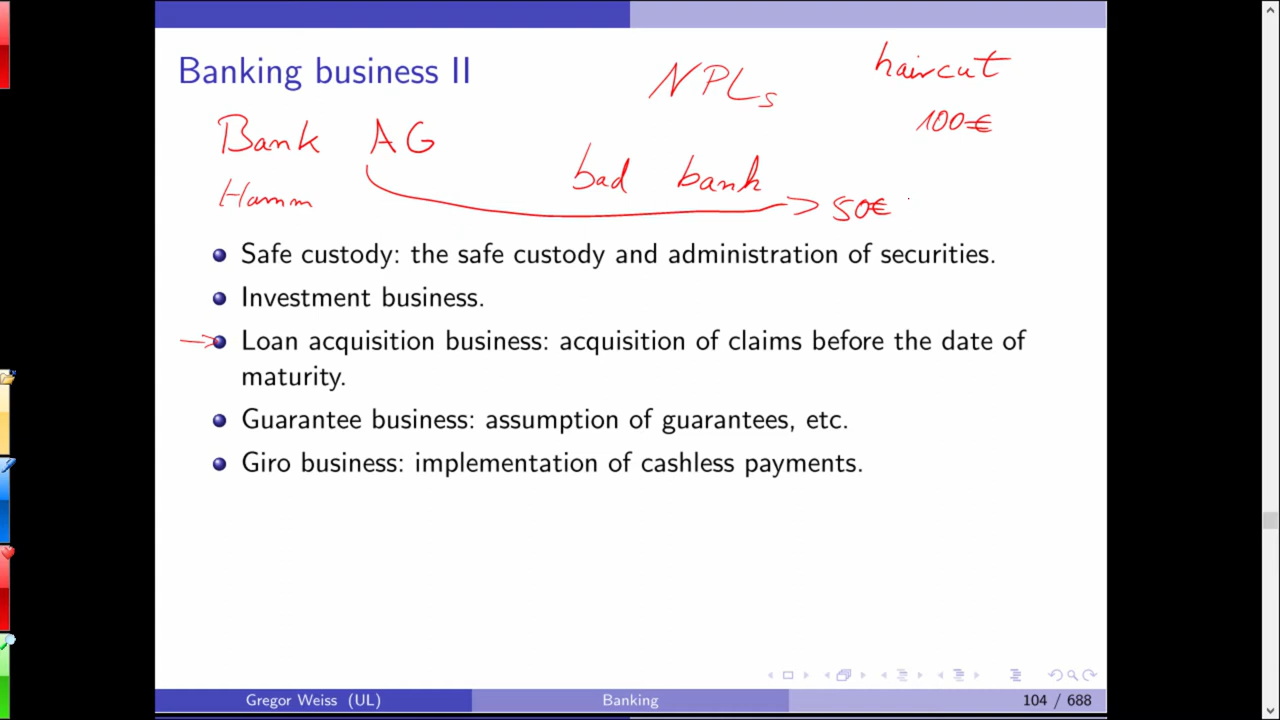 Banking business II
NPLs
haircut
100€
Bank AG
bad bank
Hamm
50€
Safe custody: the safe custody and administration of securities.
Investment business.
Loan acquisition business: acquisition of claims before the date of
maturity.
Guarantee business: assumption of guarantees, etc.
Giro business: implementation of cashless payments.
Gregor Weiss (UL)
Banking
104 / 688